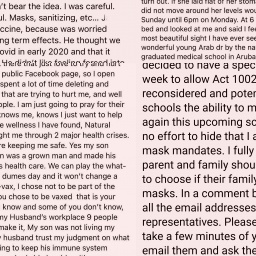 n't bear the idea. I was careful.
ul. Masks, sanitizing, etc...
ccine, because was worried
ng term effects. He thought we
ovid in early 2020 and that it
public Facebook page, so I open
spent a lot of time deleting and
that are trying to hurt me, and well
ople. I am just going to pray for their
knows me, knows I just want to help
e wellness I have found, Natural
ght me through 2 major health crises.
re keeping me safe. Yes my son
n was a grown man and made his
s health care. We can play the what-
dumes day and it won't change a
-vax, I chose not to be part of the
ou chose to be vaxed that is your
know and some of you don't know,
my Husband's workplace 9 people
make it, My son was not living my
y husband trust my judgment on what
ing to keep his immune system
turn out. If she laid flat of her stom
did not move around her levels wou
Sunday until 6pm on Monday. At 6
bed and looked at me and said I fe
most beautiful sight I have ever see
wonderful young Arab dr by the na
graduated medical school in Aruba
decided to have a spec
week to allow Act 1002
reconsidered and poter
schools the ability to m
again this upcoming sc
no effort to hide that I a
mask mandates. I fully
parent and family shou
to choose if their family
masks. In a comment b
all the email addresses
representatives. Please
take a few minutes of y
email them and ask the